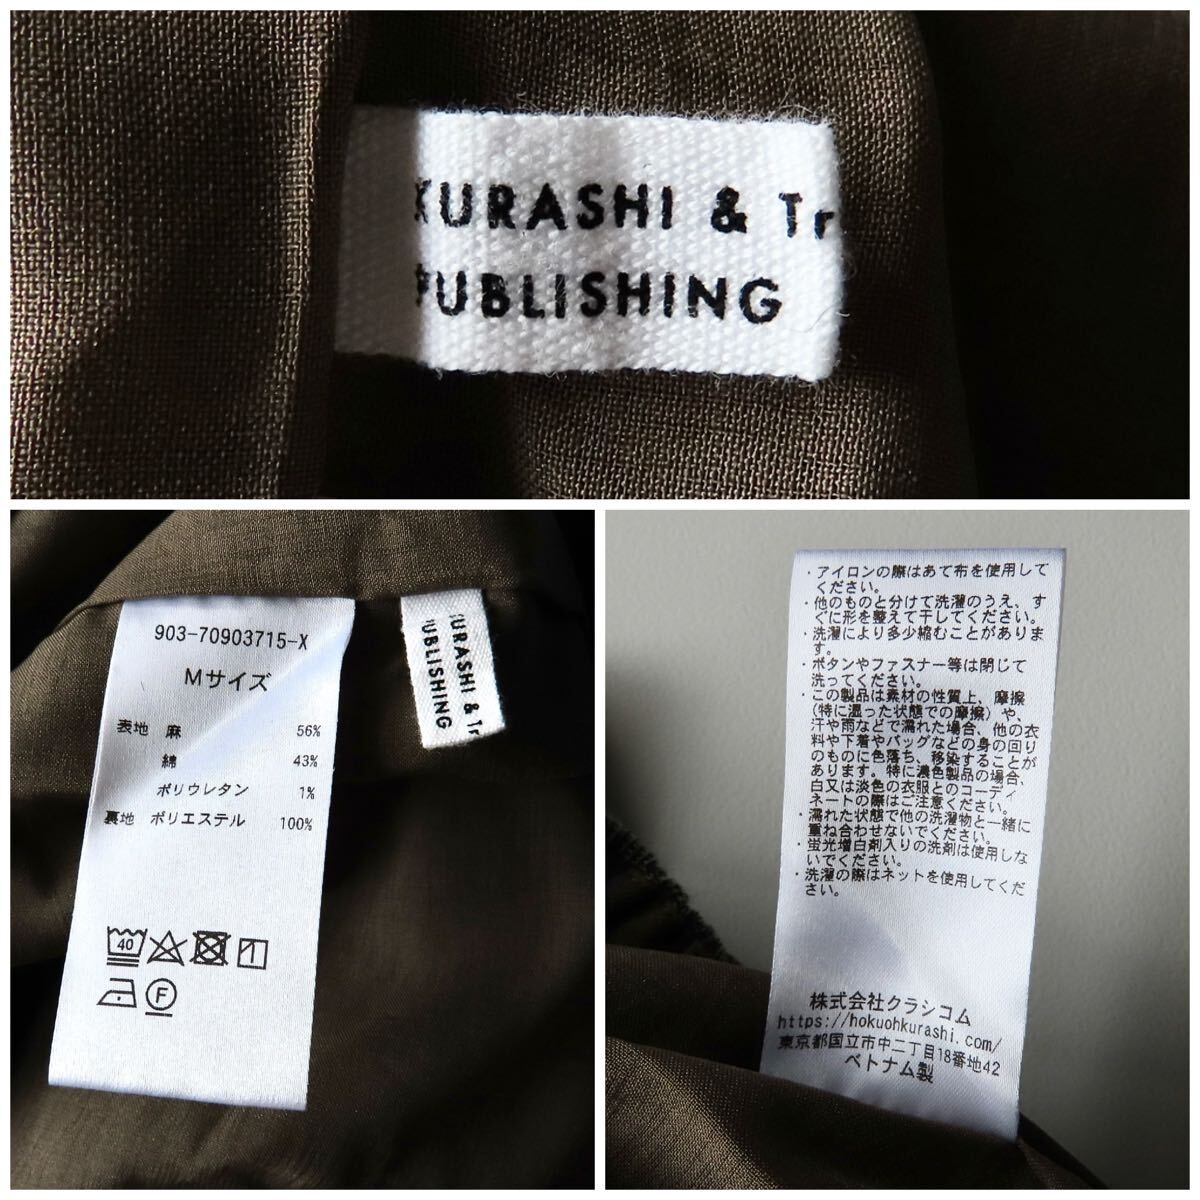 KURASHI & Tr
PUBLISHING
903-70903715-X
Mサイズ
表地 麻 56%
綿 43%
ポリウレタン 1%
裏地 ポリエステル 100%
40
F
URASHI & Tr
UBLISHING
・アイロンの際はあて布を使用して
ください。
・他のものと分けて洗濯のうえ、す
ぐに形を整えて干してください。
・洗濯により多少縮むことがありま
す。
・ボタンやファスナー等は閉じて
洗ってください。
・この製品は素材の性質上、摩擦
(特に湿った状態での摩擦)や、
汗や雨などで濡れた場合、他の衣
料や下着やバッグなどの身の回り
のものに色落ち、移染することが
あります。特に濃色製品の場合、
白又は淡色の衣服とのコーディ
ネートの際はご注意ください。
・濡れた状態で他の洗濯物と一緒に
重ね合わせないでください。
・蛍光増白剤入りの洗剤は使用しな
いでください。
・洗濯の際はネットを使用してくだ
さい。
株式会社クラシコム
https://hokuohkurashi.com/
東京都国立市中二丁目18番地42
ベトナム製